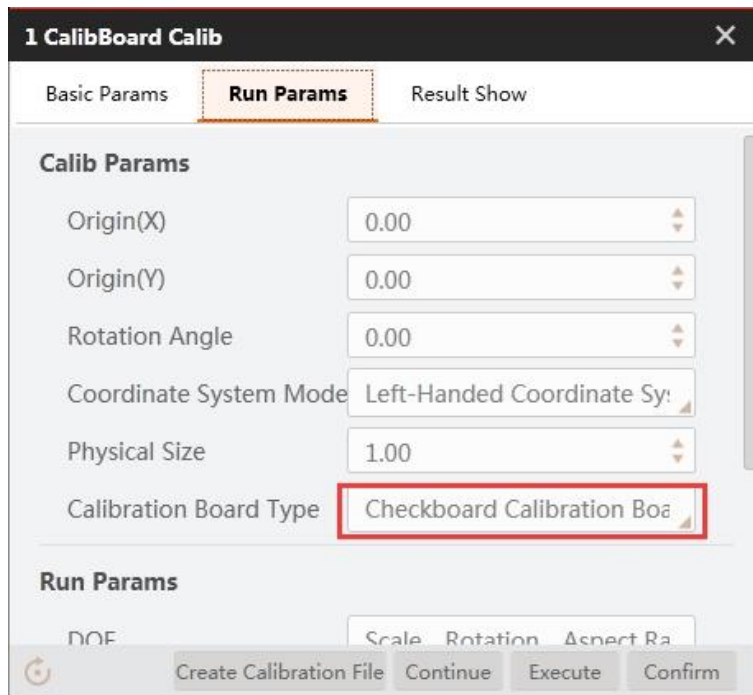 1 CalibBoard Calib
Basic Params Run Params Result Show
Calib Params
Origin(X) 0.00
Origin(Y) 0.00
Rotation Angle 0.00
Coordinate System Mode Left-Handed Coordinate Sys
Physical Size 1.00
Calibration Board Type Checkboard Calibration Boa
Run Params
DOF Scale Rotation Aspect Ra
Create Calibration File Continue Execute Confirm